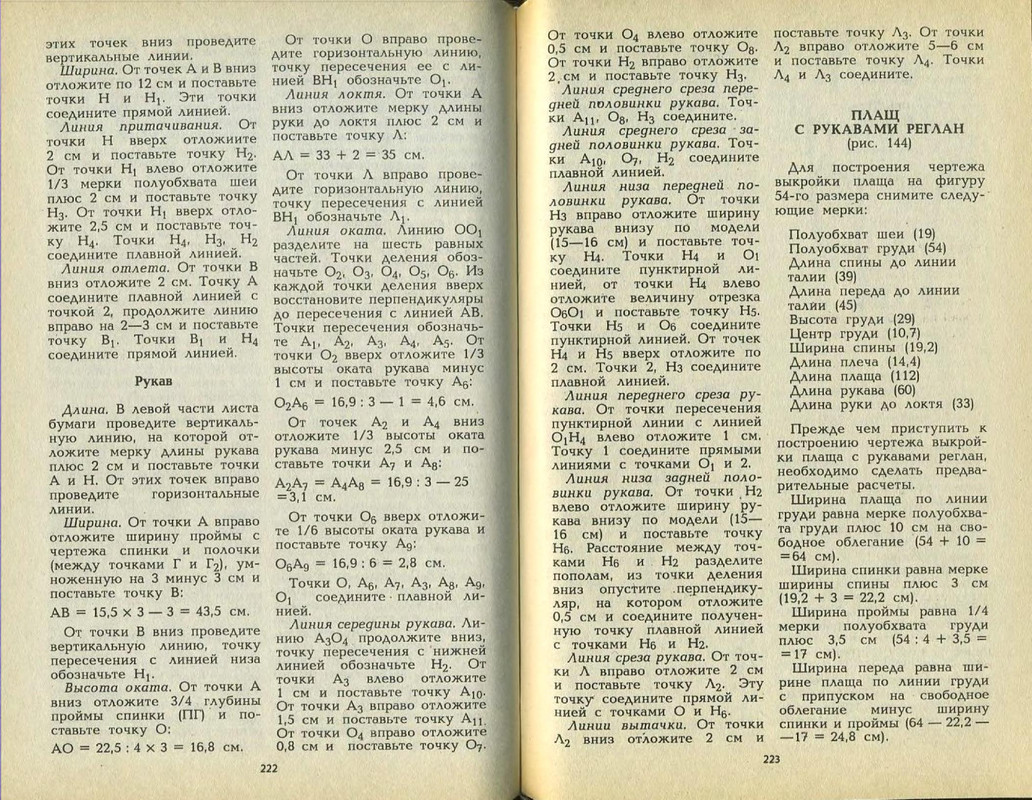 этих точек вниз проведите
вертикальные линии.
Ширина. От точек А и В вниз
отложите по 12 см и поставьте
точки Н и Н₁. Эти точки
соедините прямой линией.
Линия притачивания. От
точки Н вверх отложиите
2 см и поставьте точку Н₂.
От точки Н₁ влево отложите
1/3 мерки полуобхвата шеи
плюс 2 см и поставьте точку
Н₃. От точки Н₁ вверх отло-
жите 2,5 см и поставьте точ-
ку Н₄. Точки Н₄, Н₃, Н₂
соедините плавной линией.
Линия отлета. От точки В
вниз отложите 2 см. Точку А
соедините плавной линией с
точкой 2, продолжите линию
вправо на 2—3 см и поставьте
точку В₁. Точки В₁ и Н₄
соедините прямой линией.
Рукав
Длина. В левой части листа
бумаги проведите вертикаль-
ную линию, на которой от-
ложите мерку длины рукава
плюс 2 см и поставьте точки
А и Н. От этих точек вправо
проведите горизонтальные
линии.
Ширина. От точки А вправо
отложите ширину проймы с
чертежа спинки и полочки
(между точками Г и Г₂), ум-
ноженную на 3 минус 3 см и
поставьте точку В:
АВ = 15,5 х 3 — 3 = 43,5 см.
От точки В вниз проведите
вертикальную линию, точку
пересечения с линией низа
обозначьте Н₁.
Высота оката. От точки А
вниз отложите 3/4 глубины
проймы спинки (ПГ) и по-
ставьте точку О:
АО = 22,5 : 4 х 3 = 16,8 см.
От точки О вправо прове-
дите горизонтальную линию,
точку пересечения ее с ли-
нией ВН₁ обозначьте О₁.
Линия локтя. От точки А
вниз отложите мерку длины
руки до локтя плюс 2 см и
поставьте точку Л:
АЛ = 33 + 2 = 35 см.
От точки Л вправо прове-
дите горизонтальную линию,
точку пересечения с линией
ВН₁ обозначьте Л₁.
Линия оката. Линию ОО₁
разделите на шесть равных
частей. Точки деления обоз-
начьте О₂, О₃, О₄, О₅, О₆. Из
каждой точки деления вверх
восстановите перпендикуляры
до пересечения с линией АВ.
Точки пересечения обозначь-
те А₁, А₂, А₃, А₄, А₅. От
точки О₂ вверх отложите 1/3
высоты оката рукава минус
1 см и поставьте точку А₆:
О₂А₆ = 16,9 : 3 — 1 = 4,6 см.
От точек А₂ и А₄ вниз
отложите 1/3 высоты оката
рукава минус 2,5 см и по-
ставьте точки А₇ и А₈:
А₂А₇ = А₄А₈ = 16,9 : 3 — 25
=3,1 см.
От точки О₆ вверх отложи-
те 1/6 высоты оката рукава и
поставьте точку А₉:
О₆А₉ = 16,9 : 6 = 2,8 см.
Точки О, А₆, А₇, А₃, А₈, А₉,
О₁ соедините плавной ли-
нией.
Линия середины рукава. Ли-
нию А₃О₄ продолжите вниз,
точку пересечения с нижней
линией обозначьте Н₂. От
точки А₃ влево отложите
1 см и поставьте точку А₁₀.
От точки А₃ вправо отложите
1,5 см и поставьте точку А₁₁.
От точки О₄ вправо отложите
0,8 см и поставьте точку О₇.
222
От точки О₄ влево отложите
0,5 см и поставьте точку О₈.
От точки Н₂ вправо отложите
2 см и поставьте точку Н₃.
Линия среднего среза пере-
дней половинки рукава. Точ-
ки А₁₁, О₈, Н₃ соедините.
Линия среднего среза за-
дней половинки рукава. Точ-
ки А₁₀, О₇, Н₂ соедините
плавной линией.
Линия низа передней по-
ловинки рукава. От точки
Н₃ вправо отложите ширину
рукава внизу по модели
(15—16 см) и поставьте точ-
ку Н₄. Точки Н₄ и О₁
соедините пунктирной ли-
нией, от точки Н₄ влево
отложите величину отрезка
О₆О₁ и поставьте точку Н₅.
Точки Н₅ и О₆ соедините
пунктирной линией. От точек
Н₄ и Н₅ вверх отложите по
2 см. Точки 2, Н₃ соедините
плавной линией.
Линия переднего среза ру-
кава. От точки пересечения
пунктирной линии с линией
О₁Н₄ влево отложите 1 см.
Точку 1 соедините прямыми
линиями с точками О₁ и 2.
Линия низа задней поло-
винки рукава. От точки Н₂
влево отложите ширину ру-
кава внизу по модели (15—
16 см) и поставьте точку
Н₆. Расстояние между точ-
ками Н₆ и Н₂ разделите
пополам, из точки деления
вниз опустите перпендику-
ляр, на котором отложите
0,5 см и соедините получен-
ную точку плавной линией
с точками Н₆ и Н₂.
Линия среза рукава. От точ-
ки Л вправо отложите 2 см
и поставьте точку Л₂. Эту
точку соедините прямой ли-
нией с точками О и Н₆.
Линии вытачки. От точки
Л₂ вниз отложите 2 см и
поставьте точку Л₃. От точки
Л₂ вправо отложите 5—6 см
и поставьте точку Л₄. Точки
Л₄ и Л₃ соедините.
ПЛАЩ
С РУКАВАМИ РЕГЛАН
(рис. 144)
Для построения чертежа
выкройки плаща на фигуру
54-го размера снимите следу-
ющие мерки:
Полуобхват шеи (19)
Полуобхват груди (54)
Длина спины до линии
талии (39)
Длина переда до линии
талии (45)
Высота груди (29)
Центр груди (10,7)
Ширина спины (19,2)
Длина плеча (14,4)
Длина плаща (112)
Длина рукава (60)
Длина руки до локтя (33)
Прежде чем приступить к
построению чертежа выкрой-
ки плаща с рукавами реглан,
необходимо сделать предва-
рительные расчеты.
Ширина плаща по линии
груди равна мерке полуобхва-
та груди плюс 10 см на сво-
бодное облегание (54 + 10 =
=64 см).
Ширина спинки равна мерке
ширины спины плюс 3 см
(19,2 + 3 = 22,2 см).
Ширина проймы равна 1/4
мерки полуобхвата груди
плюс 3,5 см (54 : 4 + 3,5 =
=17 см).
Ширина переда равна ши-
рине плаща по линии груди
с припуском на свободное
облегание минус ширину
спинки и проймы (64 — 22,2 —
—17 = 24,8 см).
223